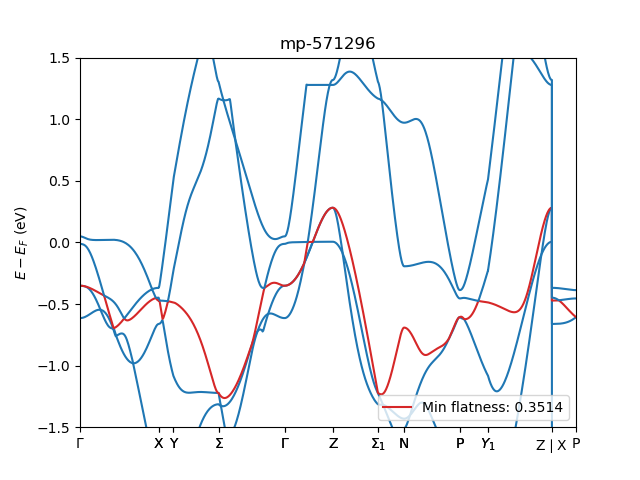 mp-571296
1.5
1.0
0.5
0.0
−0.5
−1.0
−1.5
E − E_F (eV)
Min flatness: 0.3514
Γ X Y Σ Γ Z Σ₁ N P Y₁ Z | X P